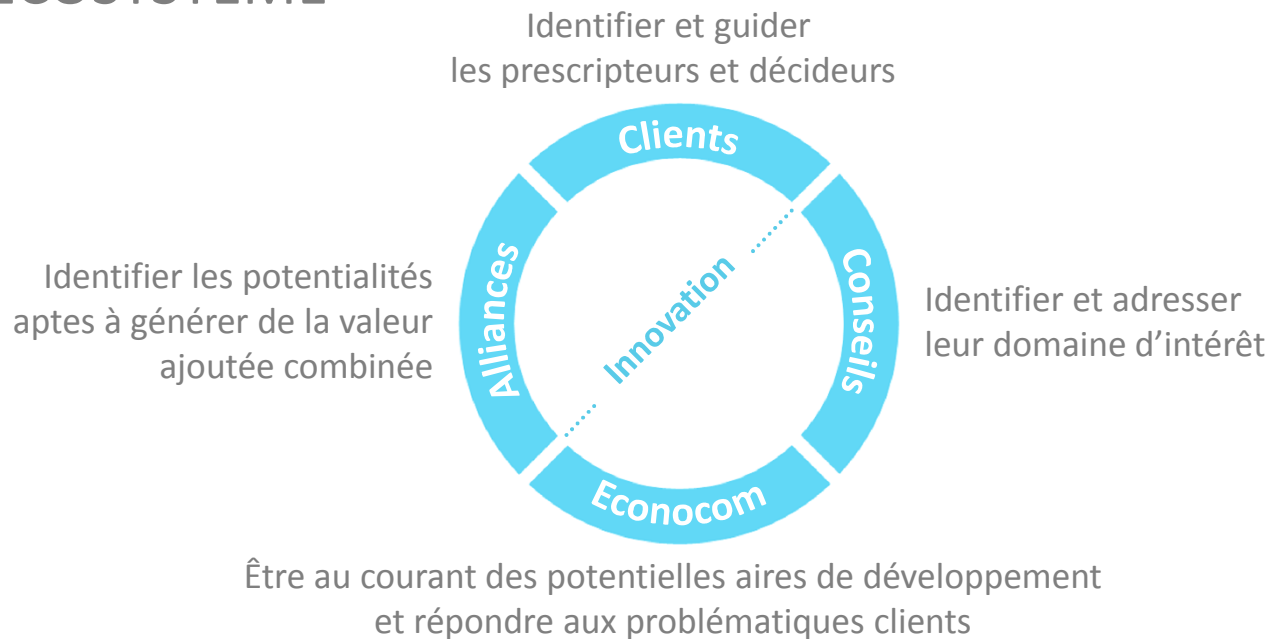 ECOSYSTEME
Identifier et guider
les prescripteurs et décideurs
Clients
Alliances
Identifier les potentialités
aptes à générer de la valeur
ajoutée combinée
Innovation
Conseils
Identifier et adresser
leur domaine d'intérêt
Econocom
Être au courant des potentielles aires de développement
et répondre aux problématiques clients